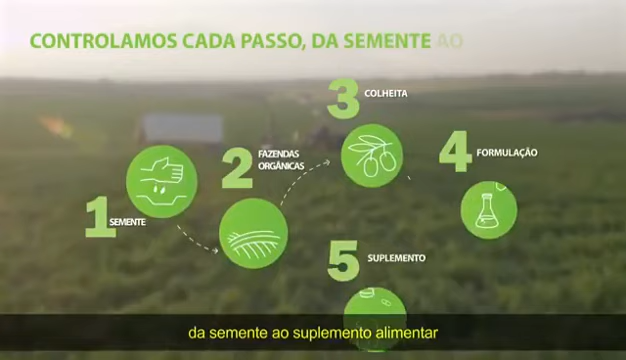 CONTROLAMOS CADA PASSO, DA SEMENTE AO
1 SEMENTE
2 FAZENDAS
ORGÂNICAS
3 COLHEITA
4 FORMULAÇÃO
5 SUPLEMENTO
da semente ao suplemento alimentar